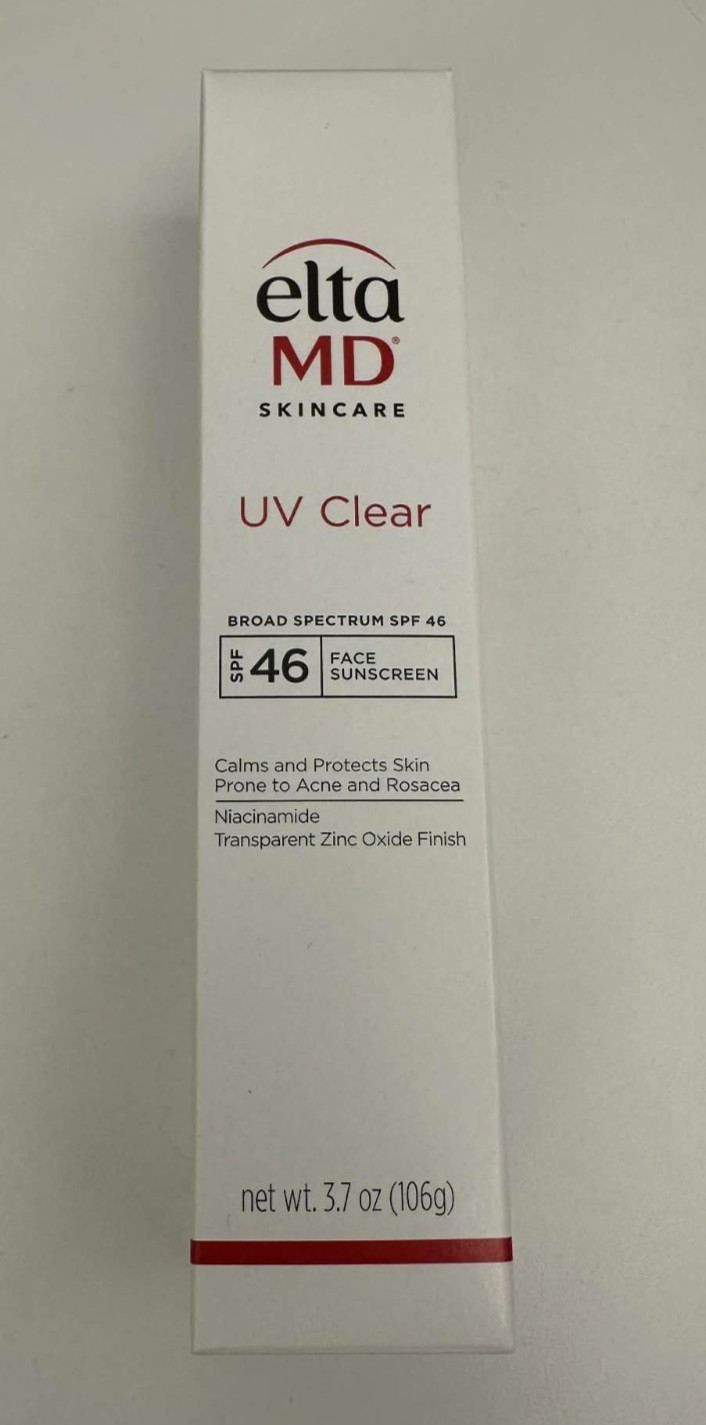 elta
MD®
SKINCARE
UV Clear
BROAD SPECTRUM SPF 46
SPF 46 FACE
SUNSCREEN
Calms and Protects Skin
Prone to Acne and Rosacea
Niacinamide
Transparent Zinc Oxide Finish
net wt. 3.7 oz (106g)